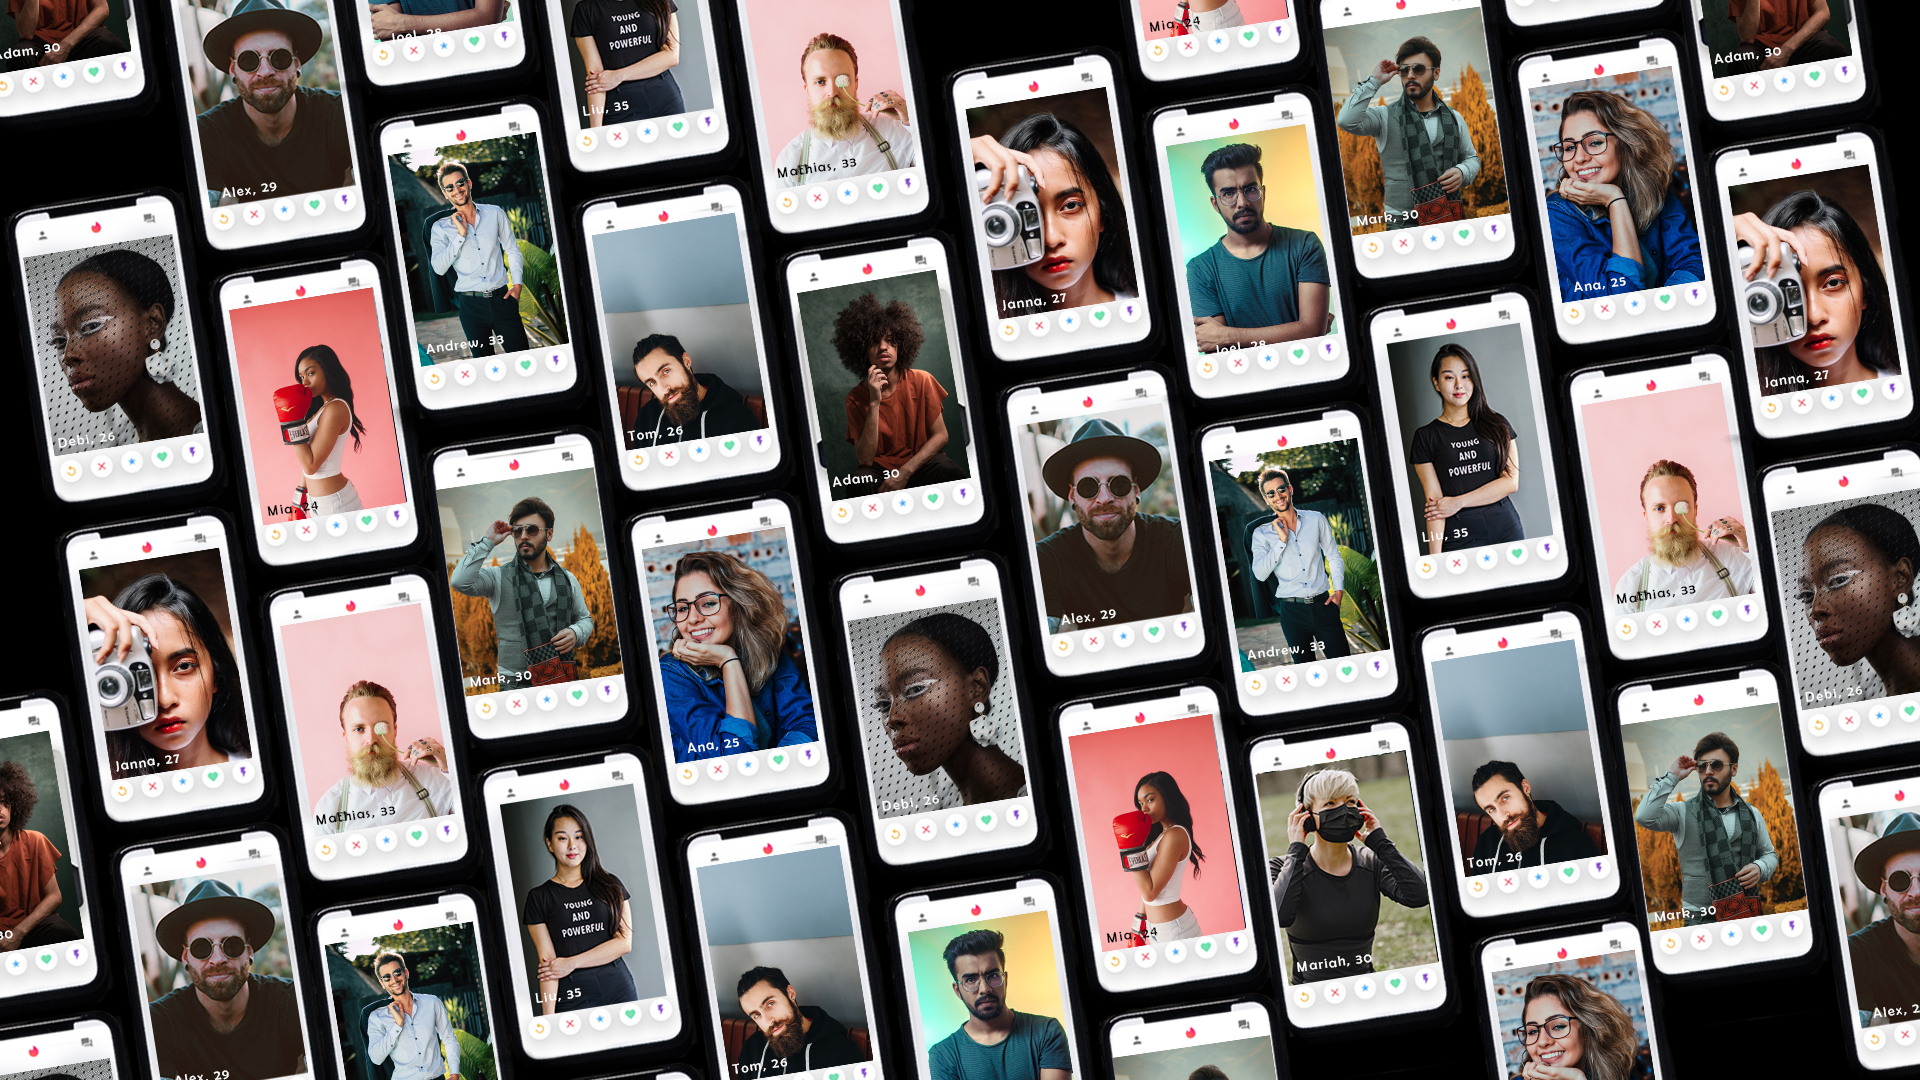 Adam, 30
Alex, 29
Joel, 28
YOUNG
AND
POWERFUL
Liu, 35
Mathias, 33
Mia, 24
Mark, 30
Adam, 30
Debi, 26
Mia, 24
Andrew, 33
Tom, 26
Adam, 30
Janna, 27
Joel, 28
Ana, 25
Janna, 27
YOUNG
AND
POWERFUL
Liu, 35
Janna, 27
Mathias, 33
Mark, 30
Ana, 25
Debi, 26
Alex, 29
Andrew, 33
Mathias, 33
Debi, 26
30
Alex, 29
YOUNG
AND
POWERFUL
Liu, 35
Tom, 26
EVERLAST
Mia, 24
Mariah, 30
Tom, 26
Mark, 30
Alex, 2